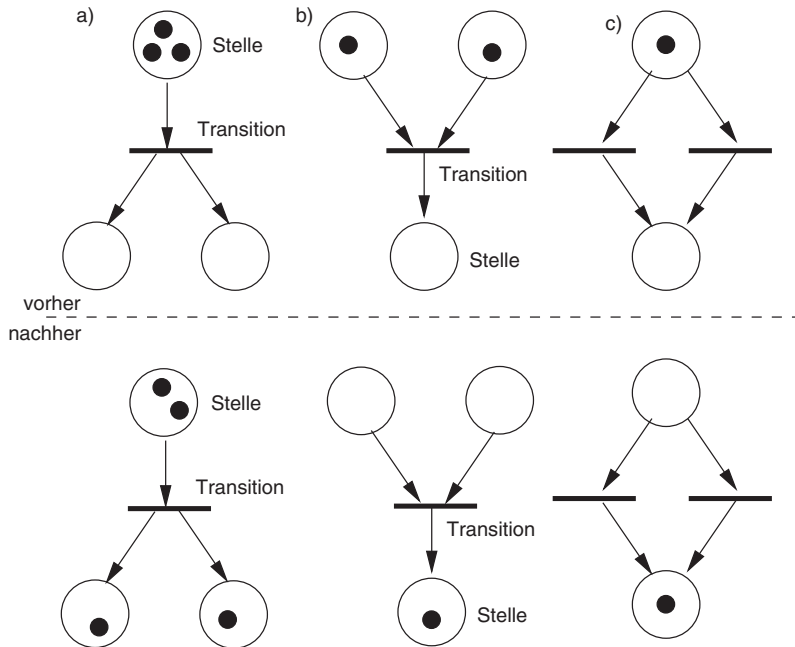 a)
b)
c)
Stelle
Transition
Transition
Stelle
vorher
nachher
Stelle
Transition
Transition
Stelle